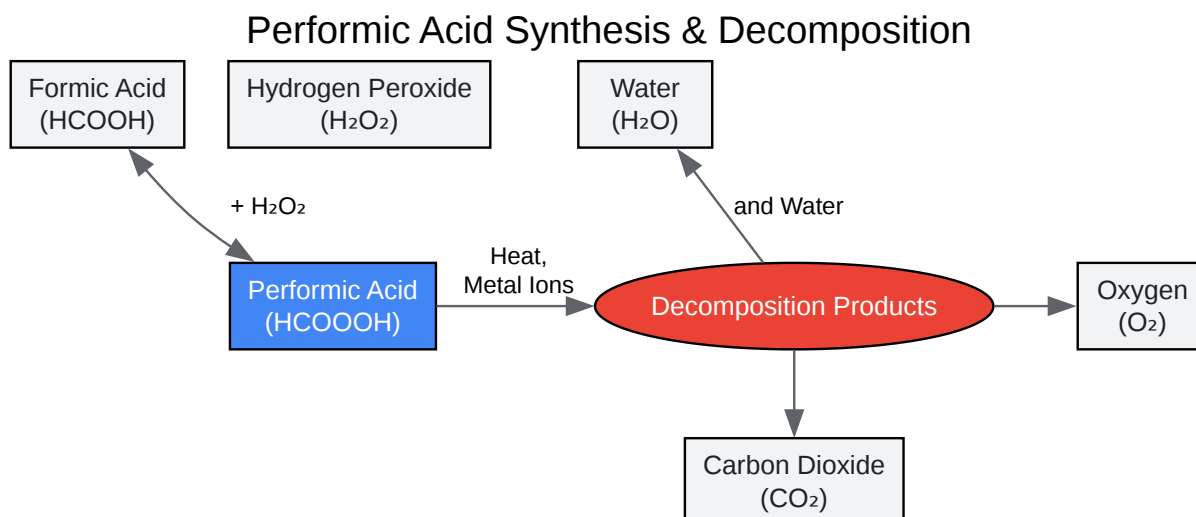 Performic Acid Synthesis & Decomposition
Formic Acid
(HCOOH)
Hydrogen Peroxide
(H₂O₂)
Water
(H₂O)
+ H₂O₂
and Water
Heat,
Metal Ions
Performic Acid
(HCOOOH)
Decomposition Products
Oxygen
(O₂)
Carbon Dioxide
(CO₂)